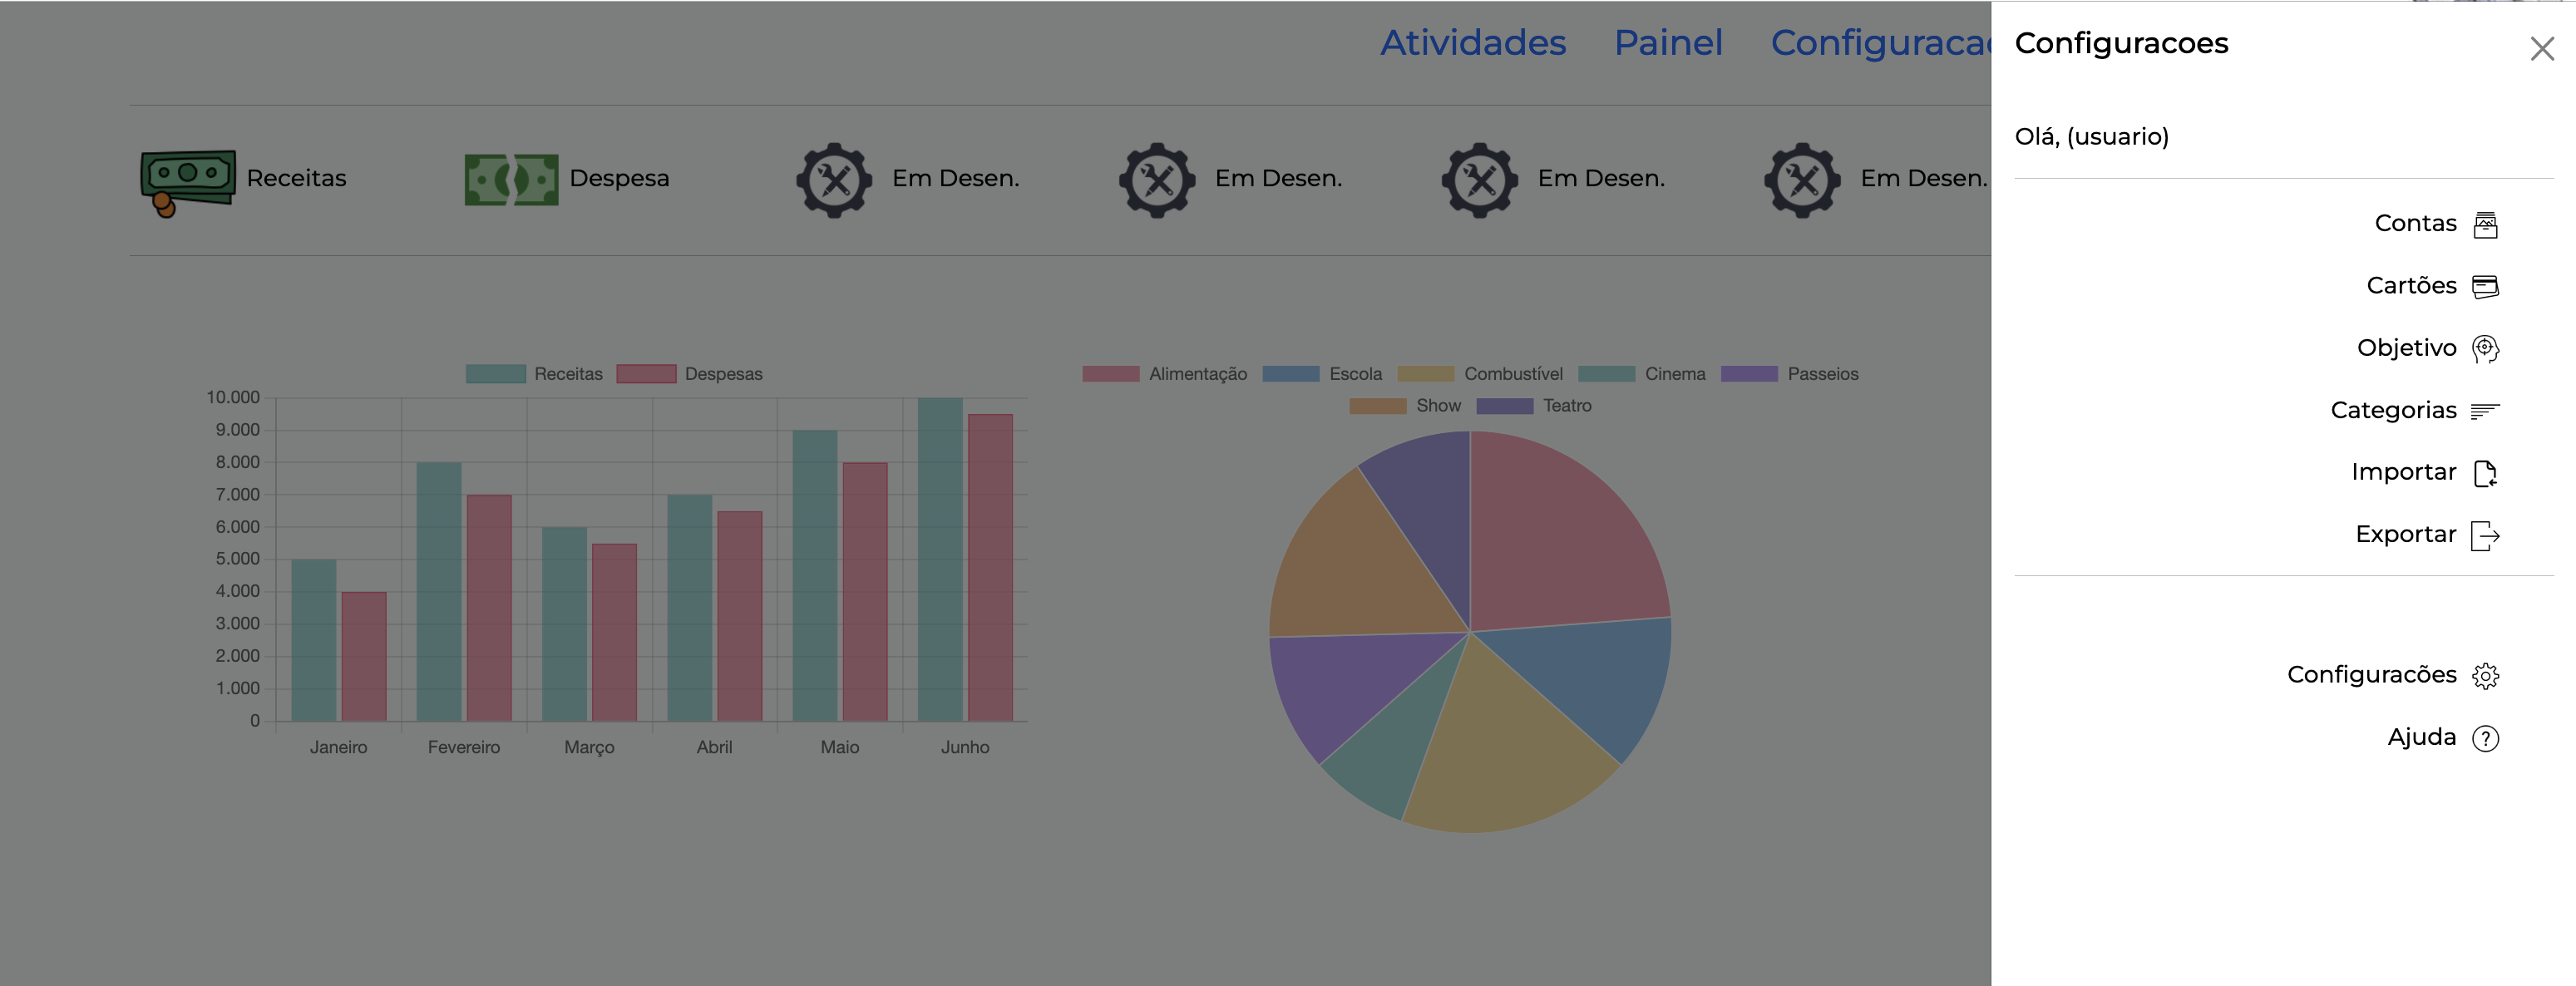 Atividades Painel Configuracao
Receitas Despesa Em Desen. Em Desen. Em Desen. Em Desen.
Receitas Despesas
10.000
9.000
8.000
7.000
6.000
5.000
4.000
3.000
2.000
1.000
0
Janeiro Fevereiro Março Abril Maio Junho
Alimentação Escola Combustível Cinema Passeios
Show Teatro
Configuracoes
Olá, (usuario)
Contas
Cartões
Objetivo
Categorias
Importar
Exportar
Configuracões
Ajuda